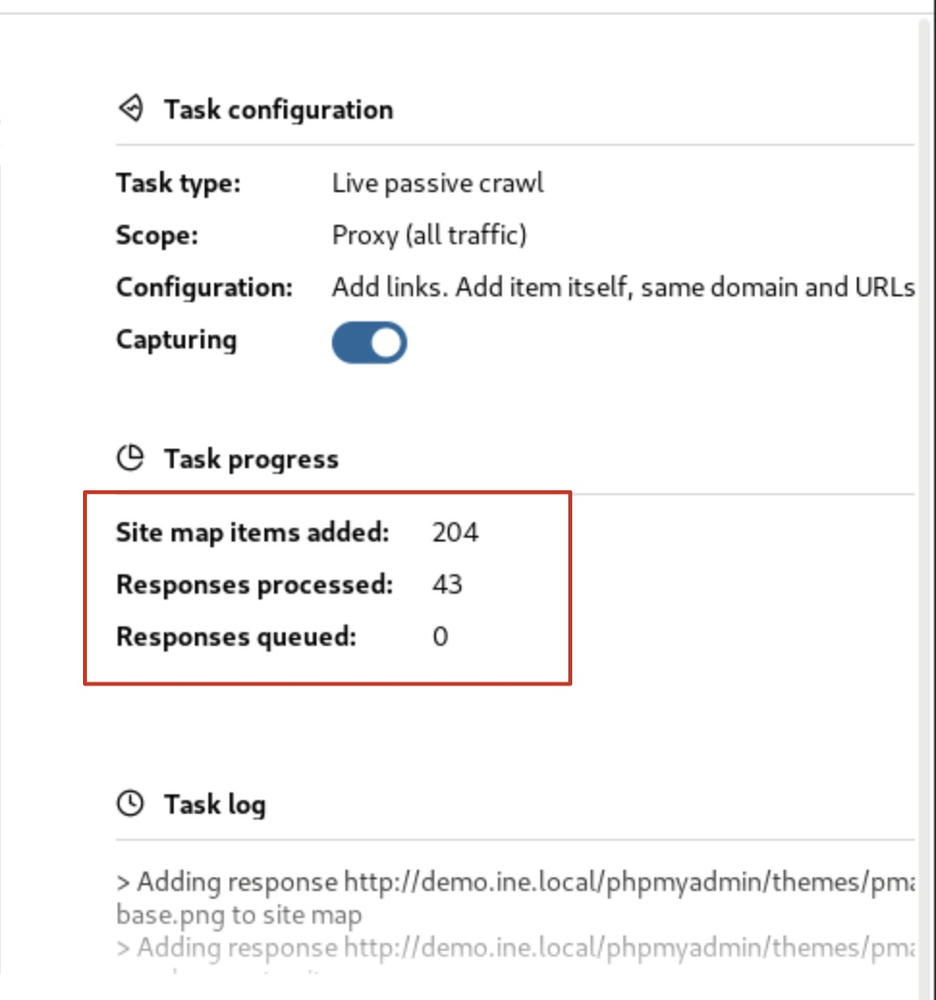 Task configuration
Task type: Live passive crawl
Scope: Proxy (all traffic)
Configuration: Add links. Add item itself, same domain and URLs
Capturing
Task progress
Site map items added: 204
Responses processed: 43
Responses queued: 0
Task log
> Adding response http://demo.ine.local/phpmyadmin/themes/pma
base.png to site map
> Adding response http://demo.ine.local/phpmyadmin/themes/pma